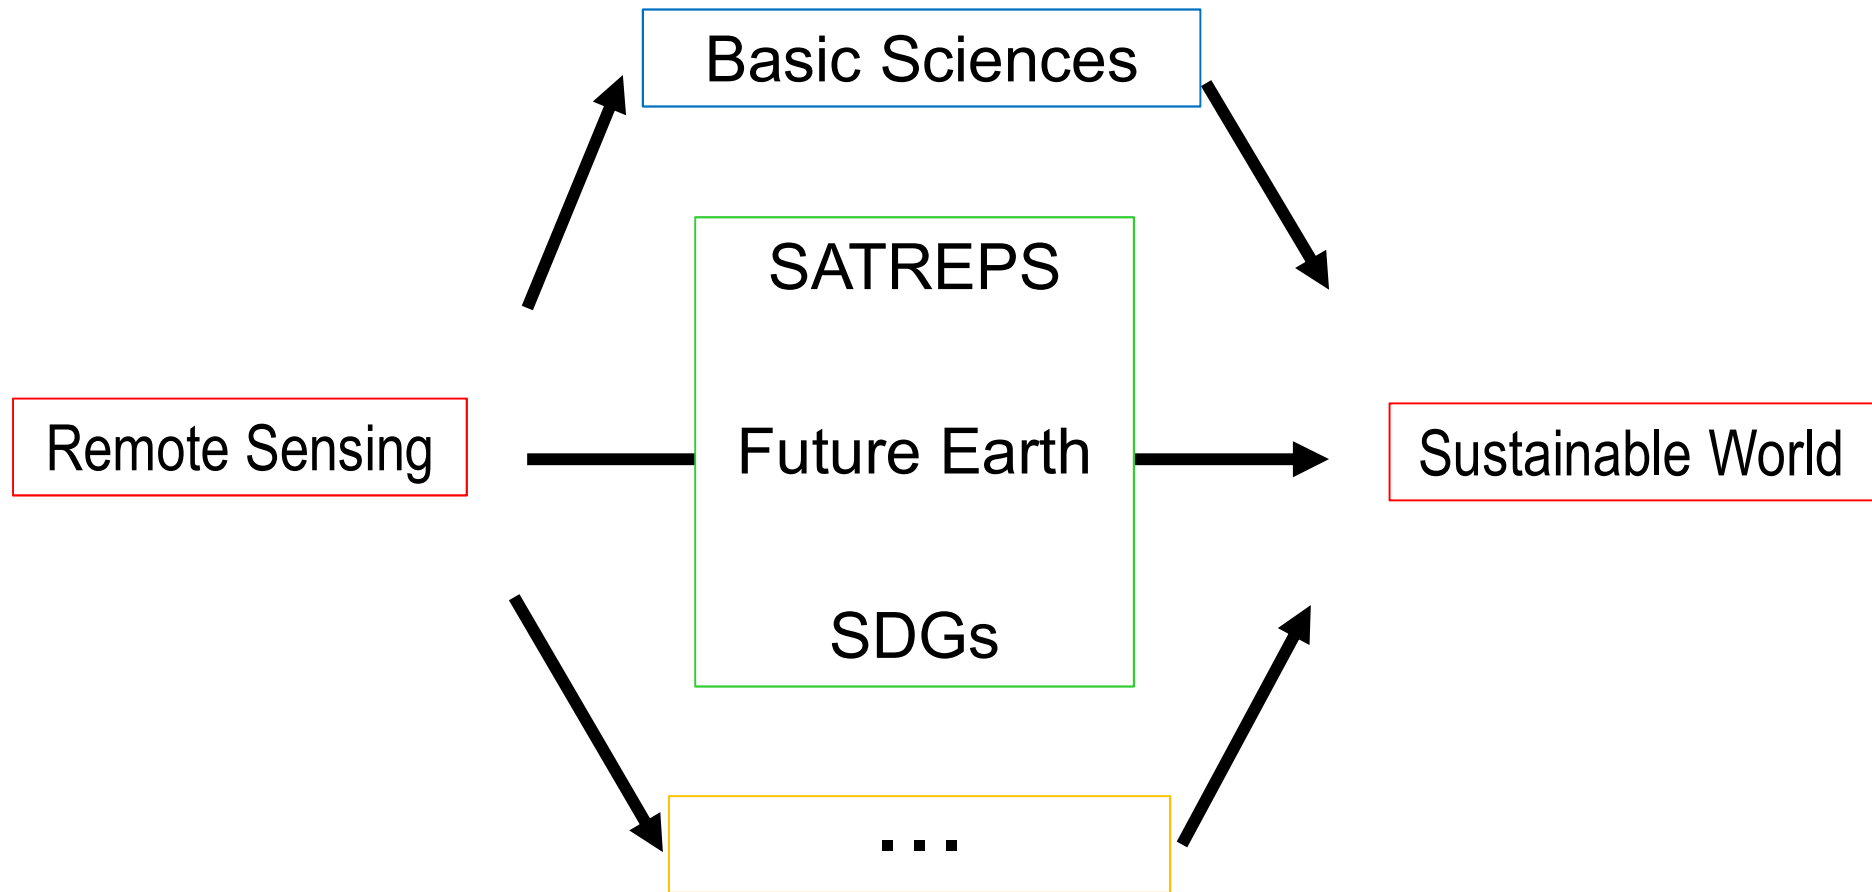 Basic Sciences
SATREPS
Remote Sensing
Future Earth
Sustainable World
SDGs
...